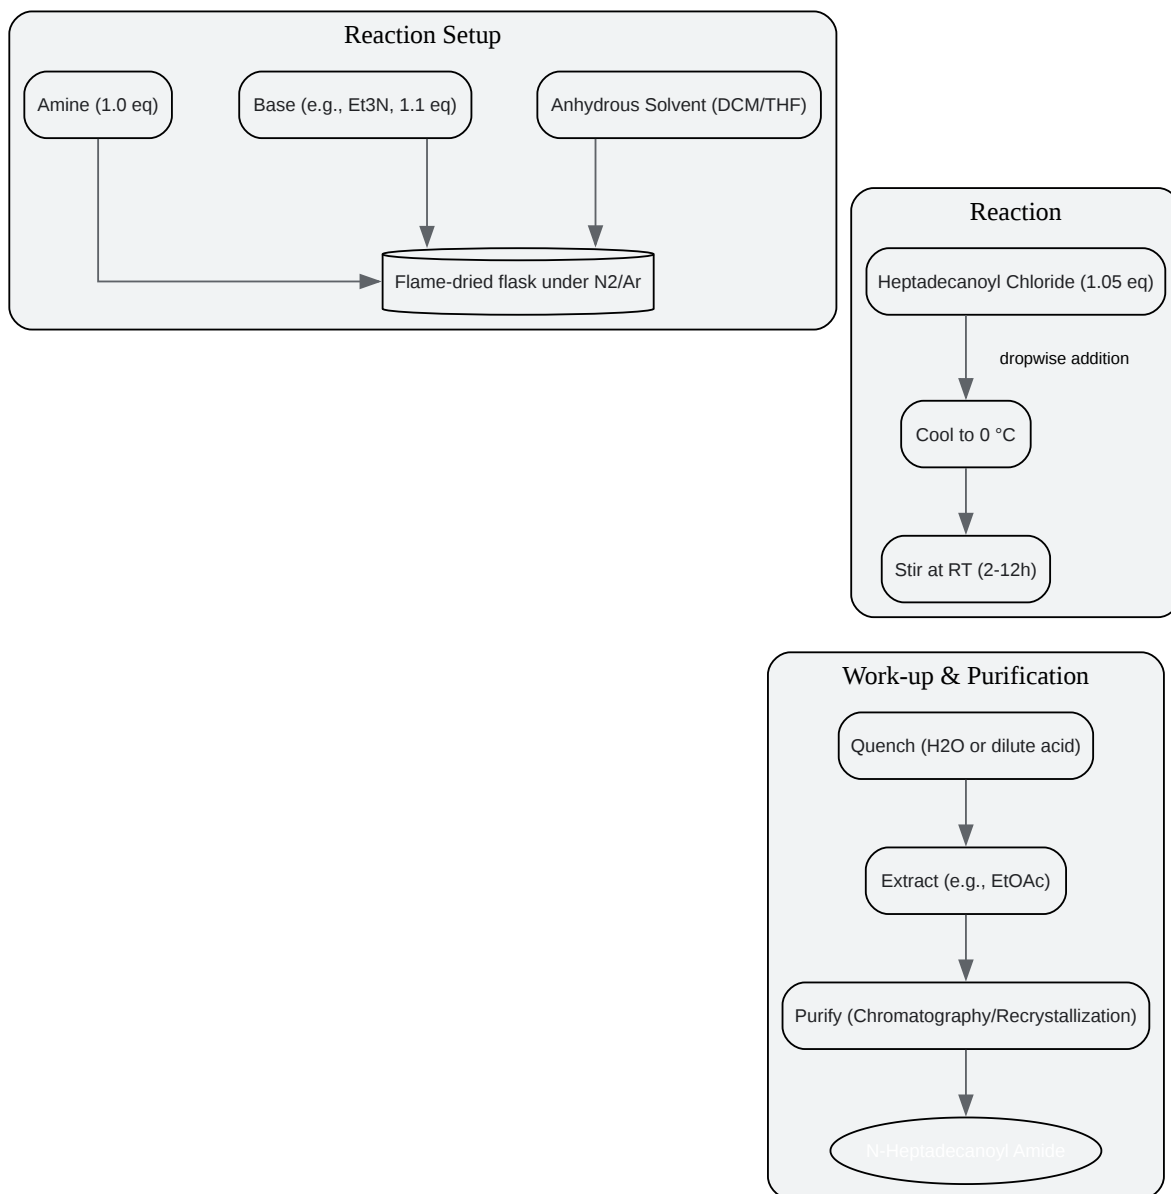 Reaction Setup
Amine (1.0 eq)
Base (e.g., Et3N, 1.1 eq)
Anhydrous Solvent (DCM/THF)
Flame-dried flask under N2/Ar
Reaction
Heptadecanoyl Chloride (1.05 eq)
dropwise addition
Cool to 0 °C
Stir at RT (2-12h)
Work-up & Purification
Quench (H2O or dilute acid)
Extract (e.g., EtOAc)
Purify (Chromatography/Recrystallization)
N-Heptadecanoyl Amide